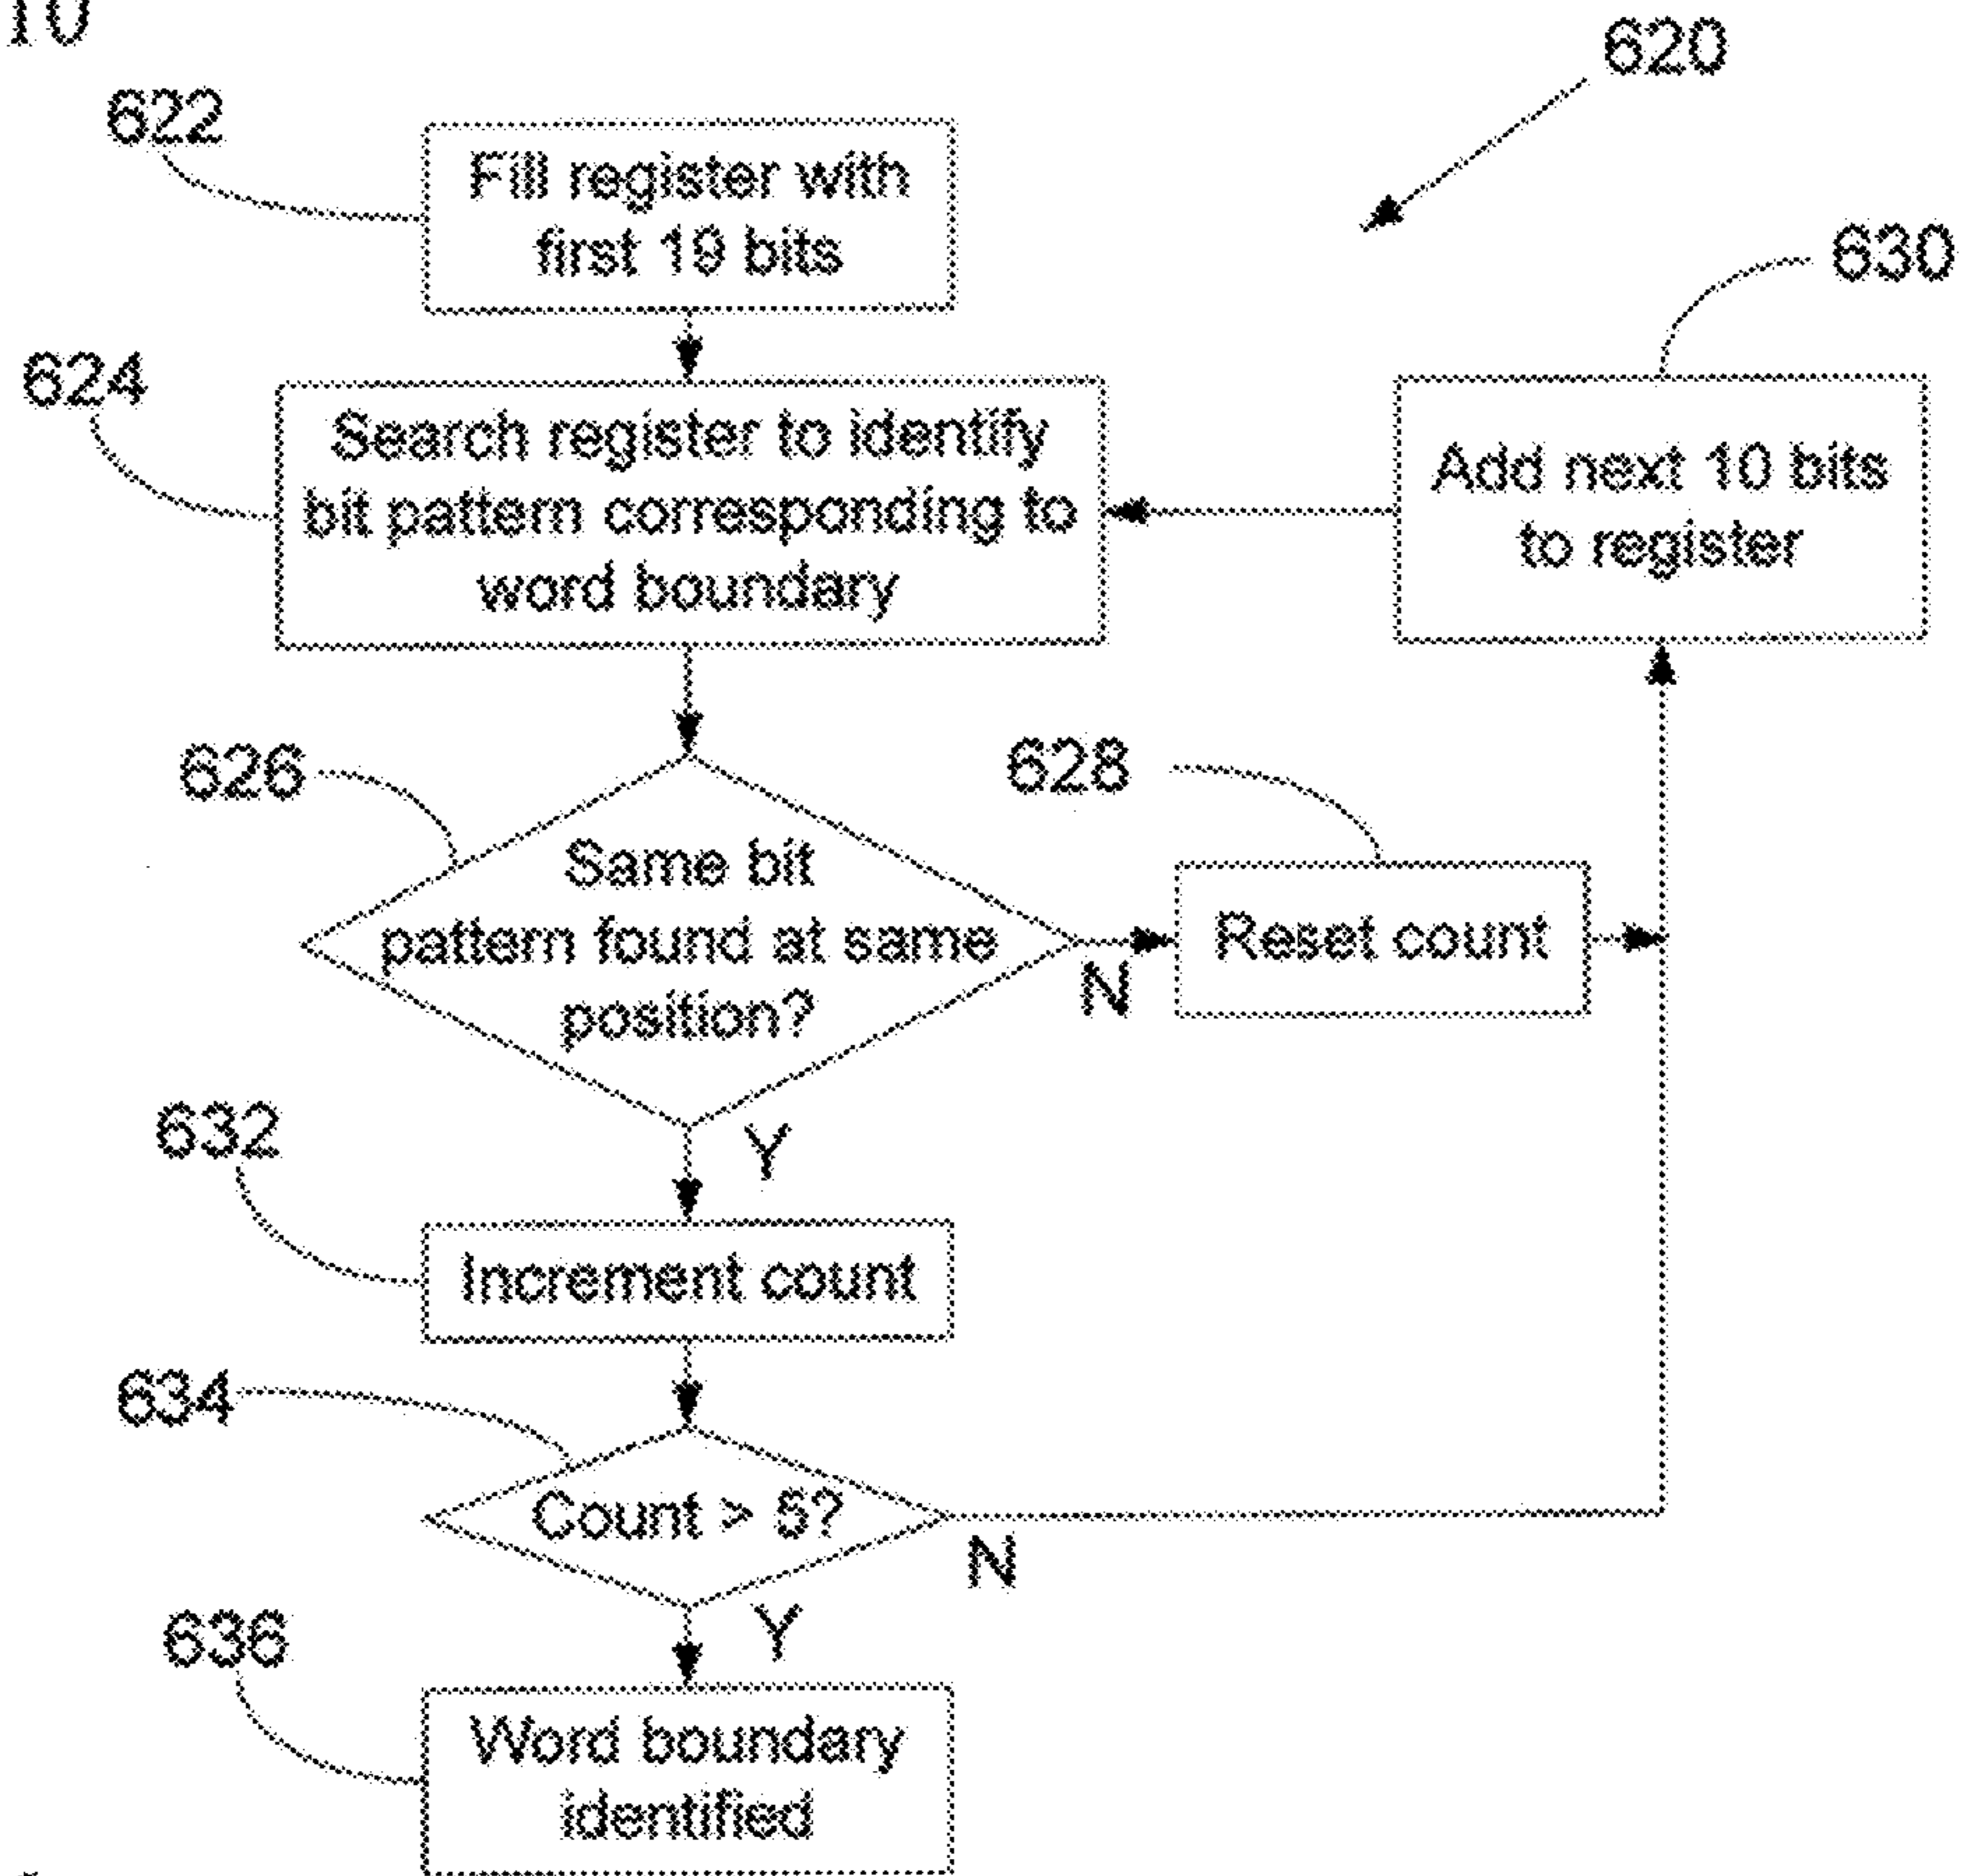 10
620
622
Fill register with
first 19 bits
630
624
Search register to identify
bit pattern corresponding to
word boundary
Add next 10 bits
to register
626
628
Same bit
pattern found at same
position?
N
Reset count
632
Y
Increment count
634
Count > 5?
N
636
Y
Word boundary
identified